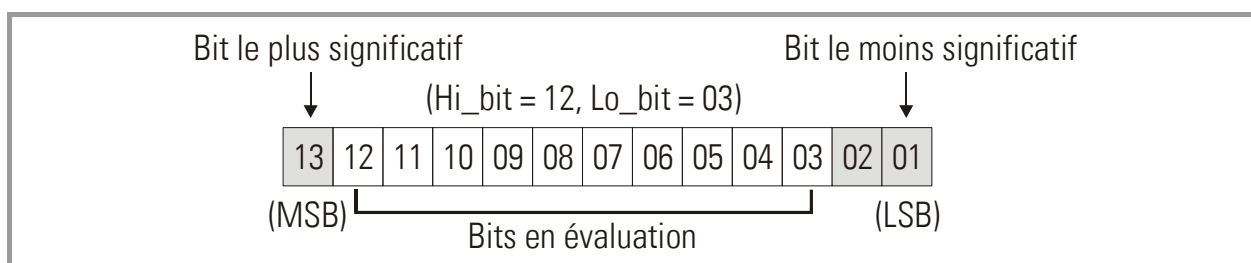 Bit le plus significatif Bit le moins significatif
(Hi_bit = 12, Lo_bit = 03)
13 12 11 10 09 08 07 06 05 04 03 02 01
(MSB) (LSB)
Bits en évaluation